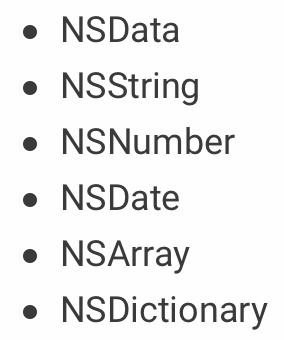 • NSData
• NSString
• NSNumber
• NSDate
• NSArray
• NSDictionary